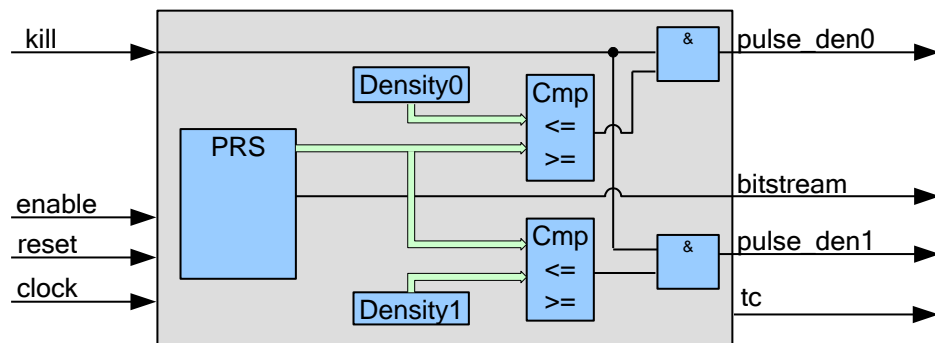 kill
&
pulse_den0
Density0
Cmp
<=
>=
PRS
bitstream
enable
reset
clock
Cmp
<=
>=
&
pulse_den1
Density1
tc